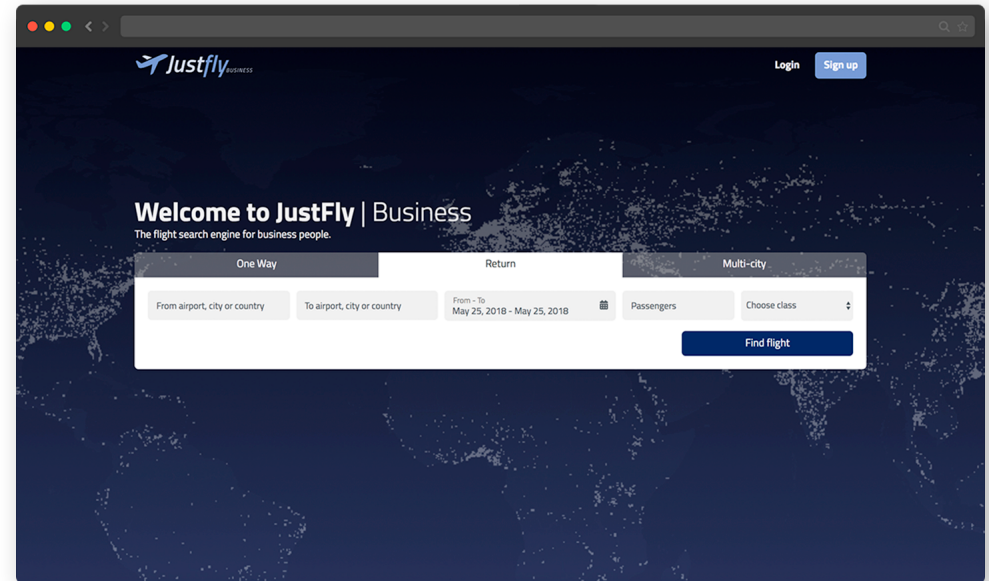 Justfly BUSINESS
Login
Sign up
Welcome to JustFly | Business
The flight search engine for business people.
One Way
Return
Multi-city
From airport, city or country
To airport, city or country
From - To
May 25, 2018 - May 25, 2018
Passengers
Choose class
Find flight